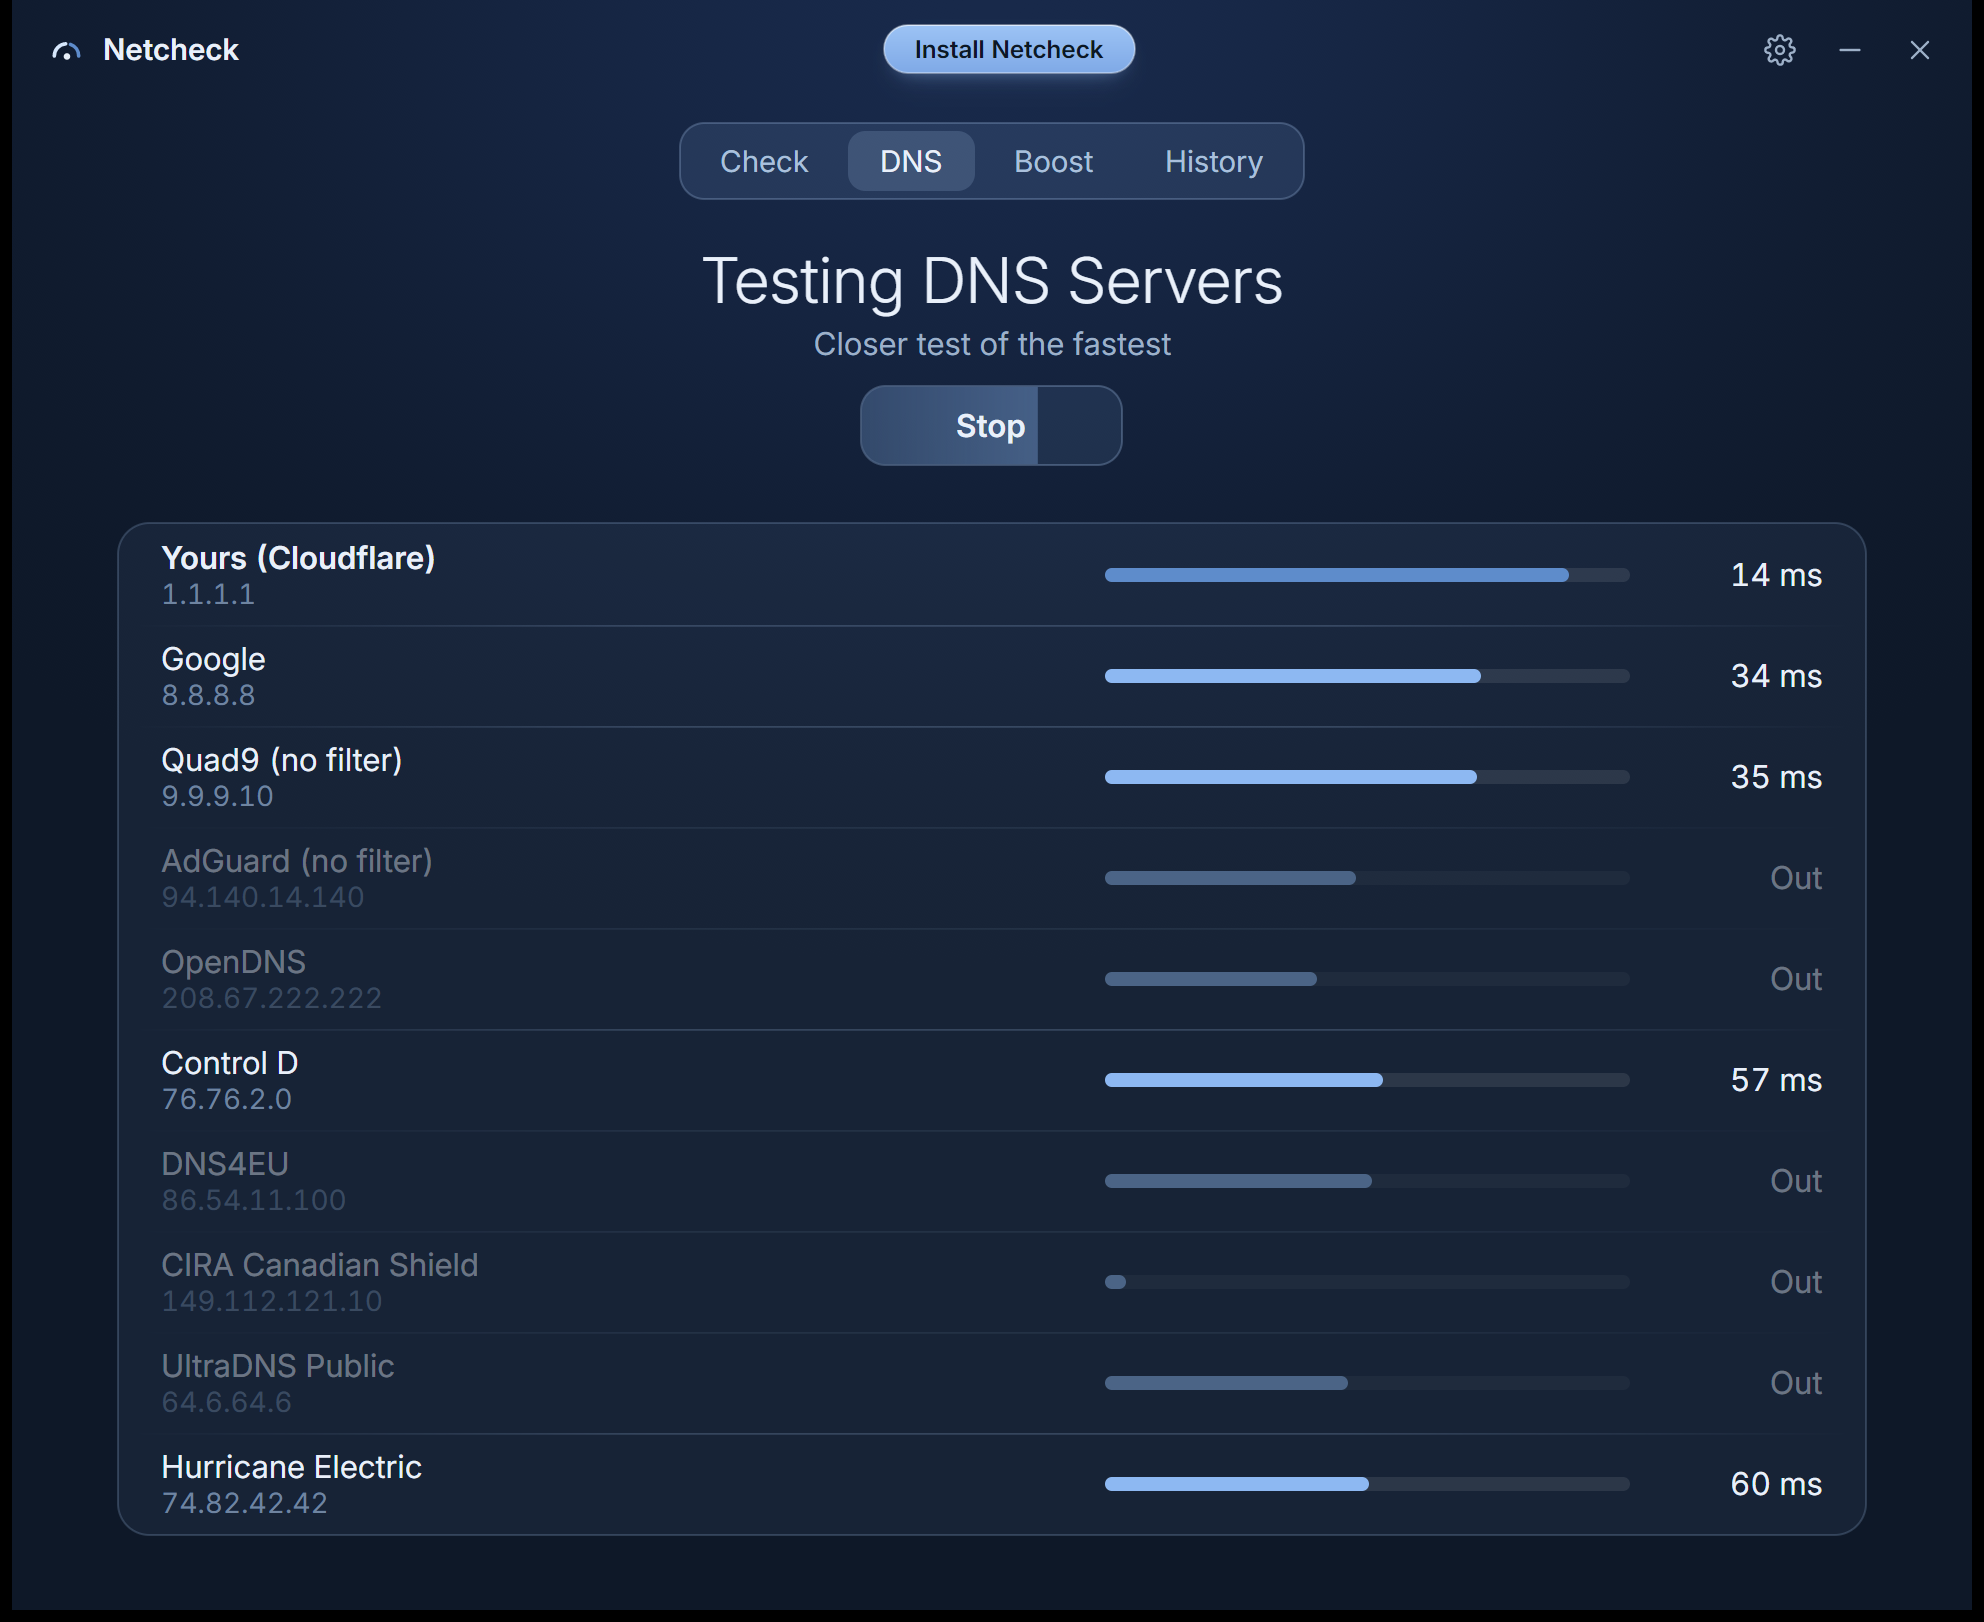 Netcheck
Install Netcheck
Check
DNS
Boost
History
Testing DNS Servers
Closer test of the fastest
Stop
Yours (Cloudflare)
1.1.1.1
14 ms
Google
8.8.8.8
34 ms
Quad9 (no filter)
9.9.9.10
35 ms
AdGuard (no filter)
94.140.14.140
Out
OpenDNS
208.67.222.222
Out
Control D
76.76.2.0
57 ms
DNS4EU
86.54.11.100
Out
CIRA Canadian Shield
149.112.121.10
Out
UltraDNS Public
64.6.64.6
Out
Hurricane Electric
74.82.42.42
60 ms